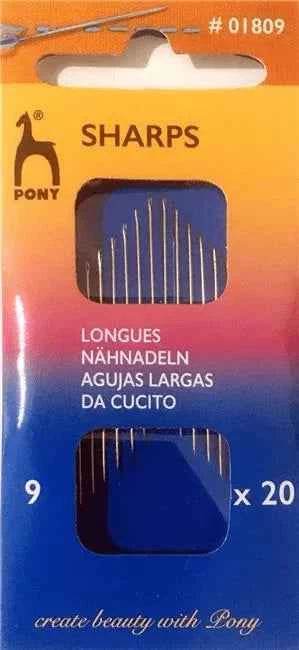 # 01809
®
PONY
SHARPS
LONGUES
NÄHNADELN
AGUJAS LARGAS
DA CUCITO
9 x 20
create beauty with Pony